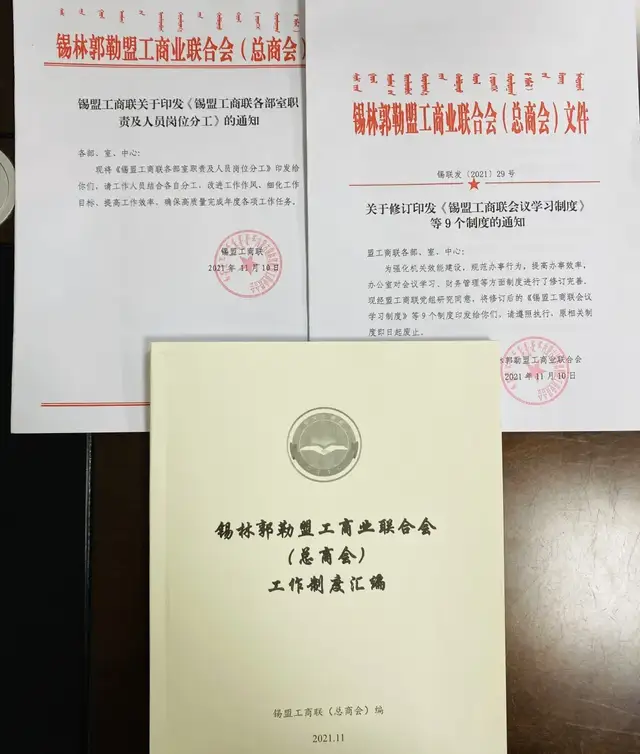 锡林郭勒盟工商业联合会（总商会）
锡盟工商联关于印发《锡盟工商联各部室职
责及人员岗位分工》的通知
各部、室、中心：
现将《锡盟工商联各部室职责及人员岗位分工》印发给
你们，请工作人员结合各自分工，改进工作作风，细化工作
目标、提高工作效率，确保高质量完成年度各项工作任务。
锡盟工商联
2021年11月10日
锡林郭勒盟工商业联合会（总商会）文件
锡联发〔2021〕29号
关于修订印发《锡盟工商联会议学习制度》
等9个制度的通知
盟工商联各部、室、中心：
为强化机关效能建设，规范办事行为，提高办事效率，
办公室对会议学习、财务管理等方面制度进行了修订完善。
现经盟工商联党组研究同意，将修订后的《锡盟工商联会议
学习制度》等9个制度印发给你们，请遵照执行，原相关制
度即日起废止。
林郭勒盟工商业联合会
2021年11月10日
锡林郭勒盟工商业联合会
（总商会）
工作制度汇编
锡盟工商联（总商会）编
2021.11